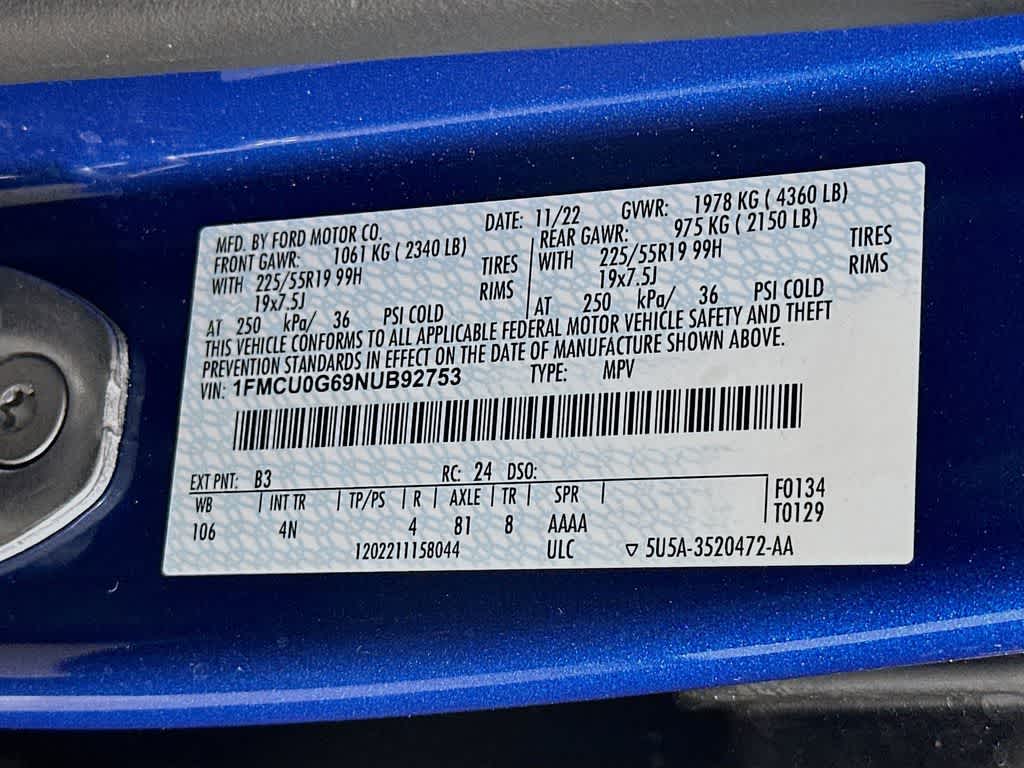 MFD. BY FORD MOTOR CO. DATE: 11/22 GVWR: 1978 KG ( 4360 LB)
FRONT GAWR: 1061 KG ( 2340 LB) REAR GAWR: 975 KG ( 2150 LB)
WITH 225/55R19 99H TIRES WITH 225/55R19 99H TIRES
19x7.5J RIMS 19x7.5J RIMS
AT 250 kPa/ 36 PSI COLD AT 250 kPa/ 36 PSI COLD
THIS VEHICLE CONFORMS TO ALL APPLICABLE FEDERAL MOTOR VEHICLE SAFETY AND THEFT
PREVENTION STANDARDS IN EFFECT ON THE DATE OF MANUFACTURE SHOWN ABOVE.
VIN: 1FMCU0G69NUB92753 TYPE: MPV
EXT PNT: B3 RC: 24 DSO:
WB INT TR TP/PS R AXLE TR SPR F0134
106 4N 4 81 8 AAAA T0129
1202211158044 ULC ▽ 5U5A-3520472-AA